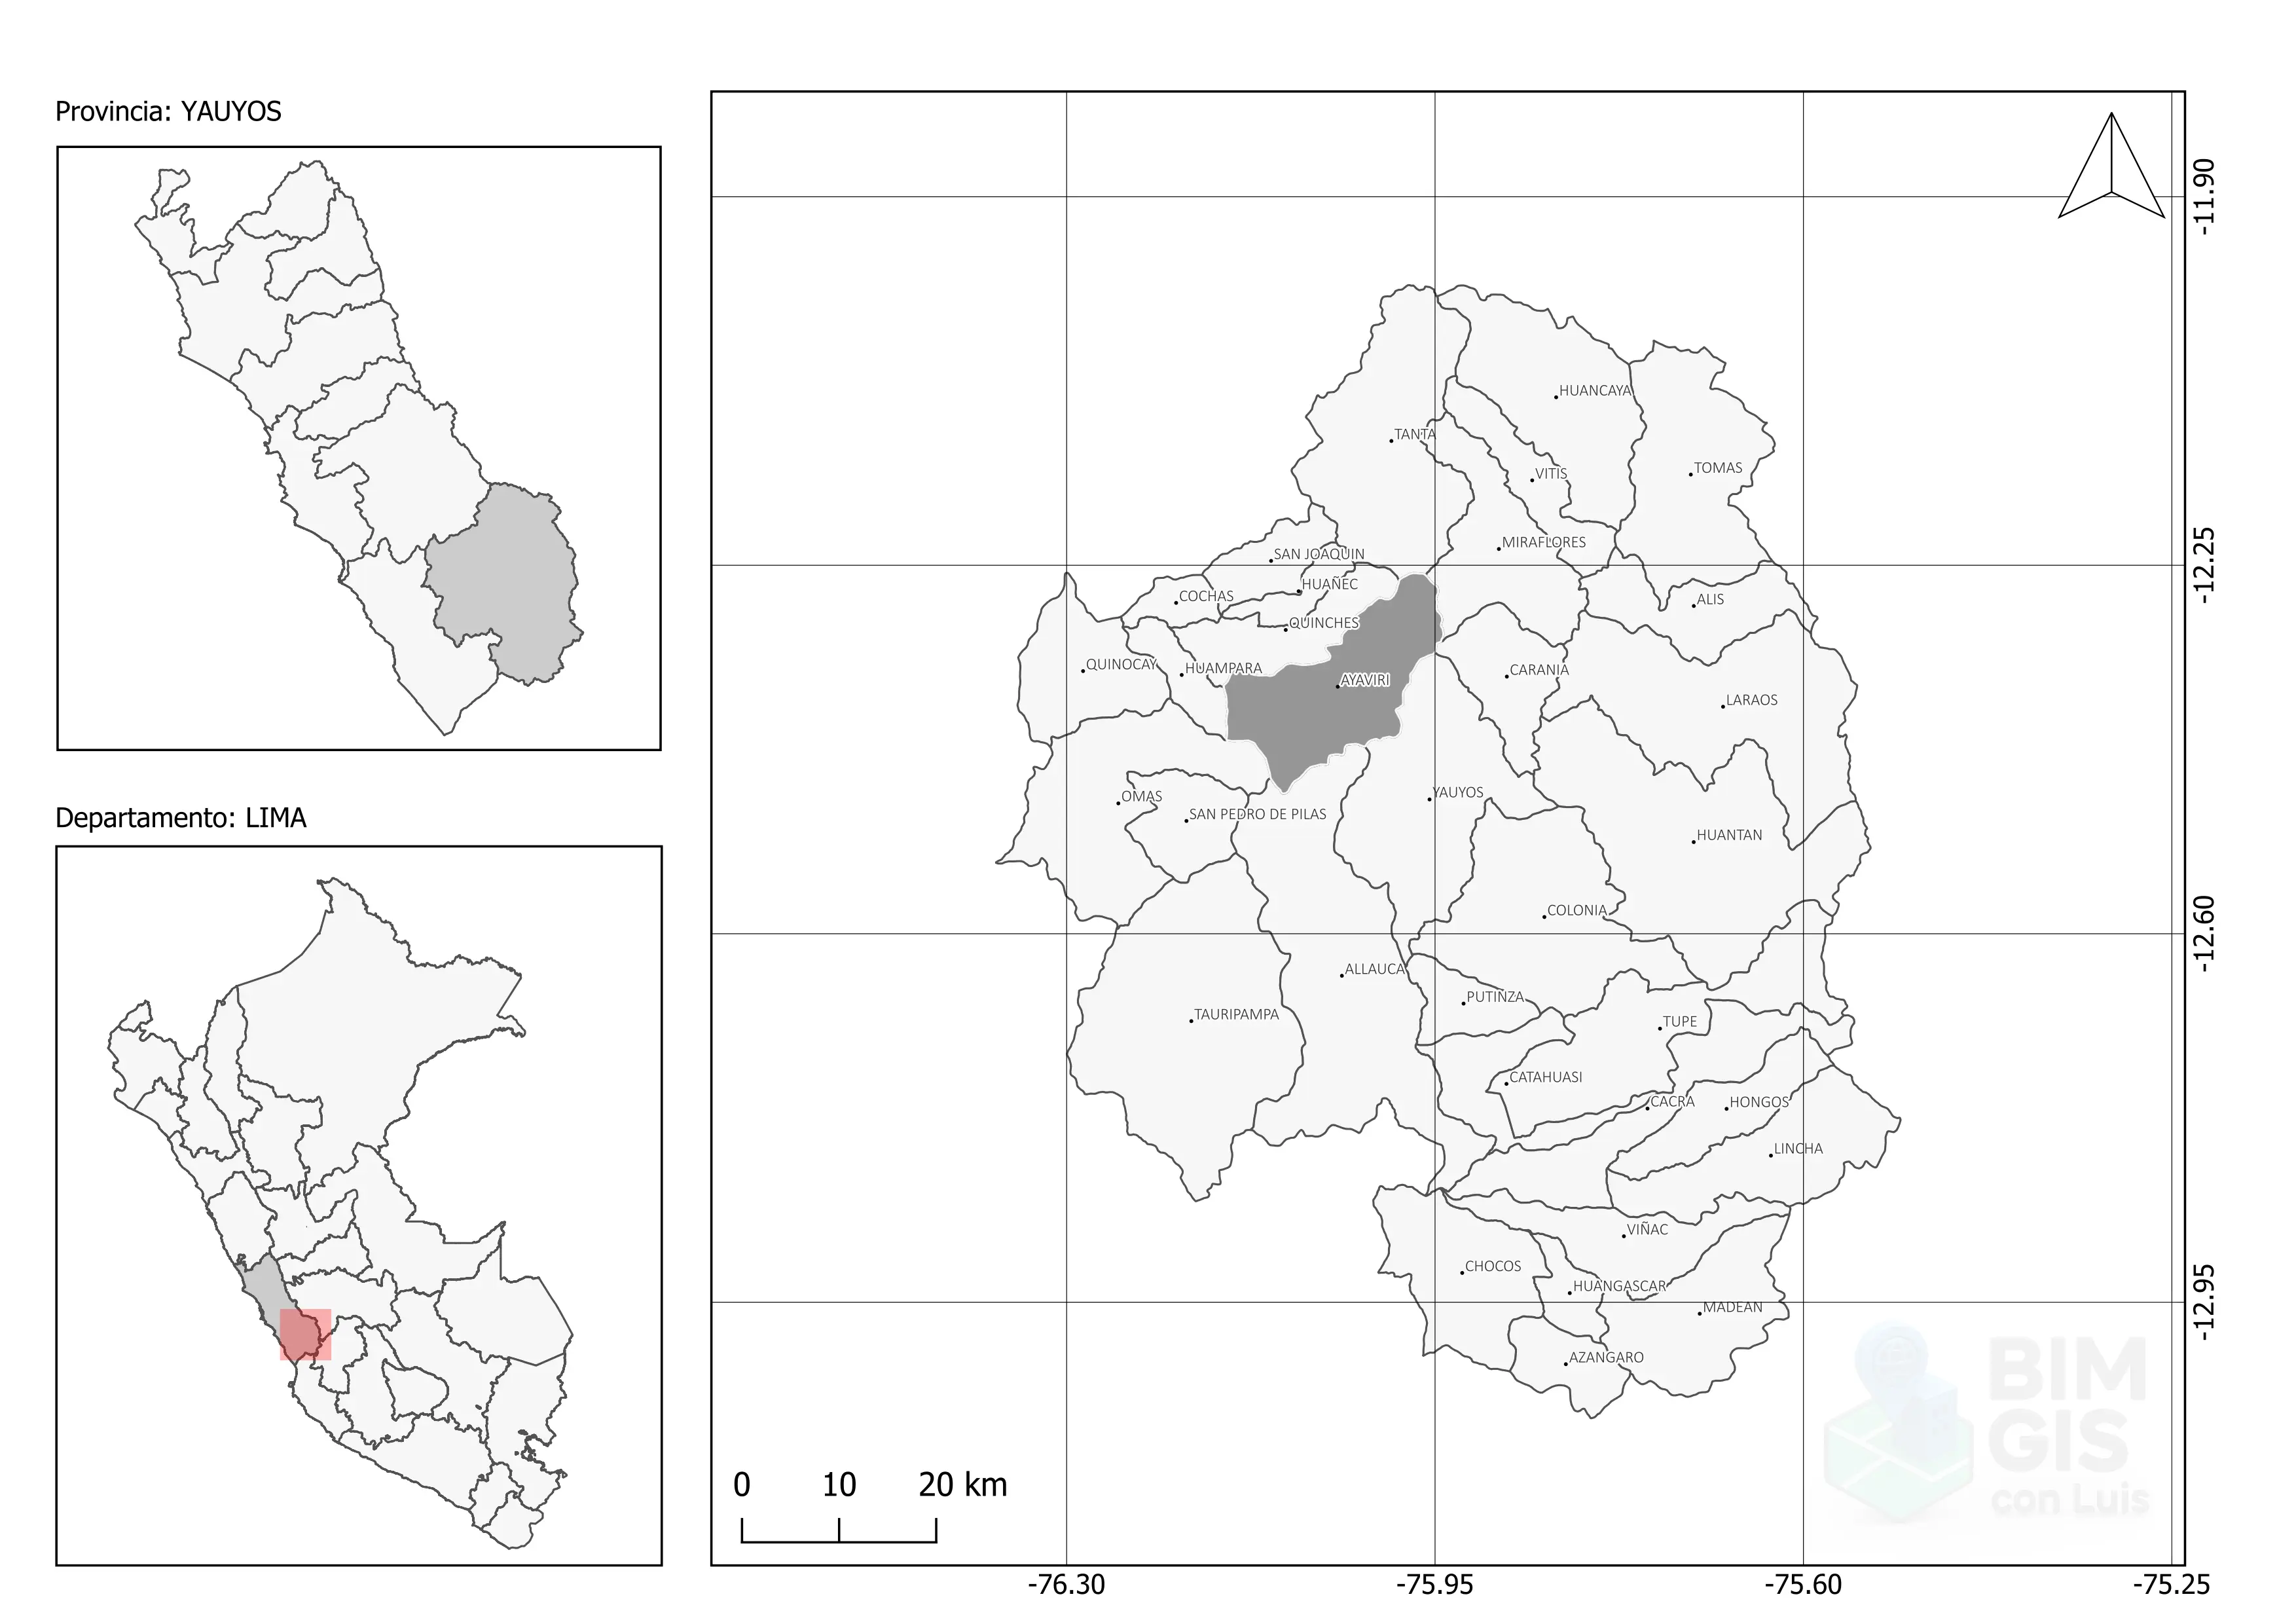 Provincia: YAUYOS
Departamento: LIMA
HUANCAYA
TANTA
TOMAS
VITIS
MIRAFLORES
SAN JOAQUIN
HUAÑEC
COCHAS
ALIS
QUINCHES
QUINOCAY
HUAMPARA
CARANIA
AYAVIRI
LARAOS
YAUYOS
OMAS
SAN PEDRO DE PILAS
HUANTAN
COLONIA
ALLAUCA
PUTINZA
TAURIPAMPA
TUPE
CATAHUASI
CACRA
HONGOS
LINCHA
VIÑAC
CHOCOS
HUANGASCAR
MADEAN
AZANGARO
-11.90
-12.25
-12.60
-12.95
BIM
GIS
con Luis
0 10 20 km
-76.30 -75.95 -75.60 -75.25